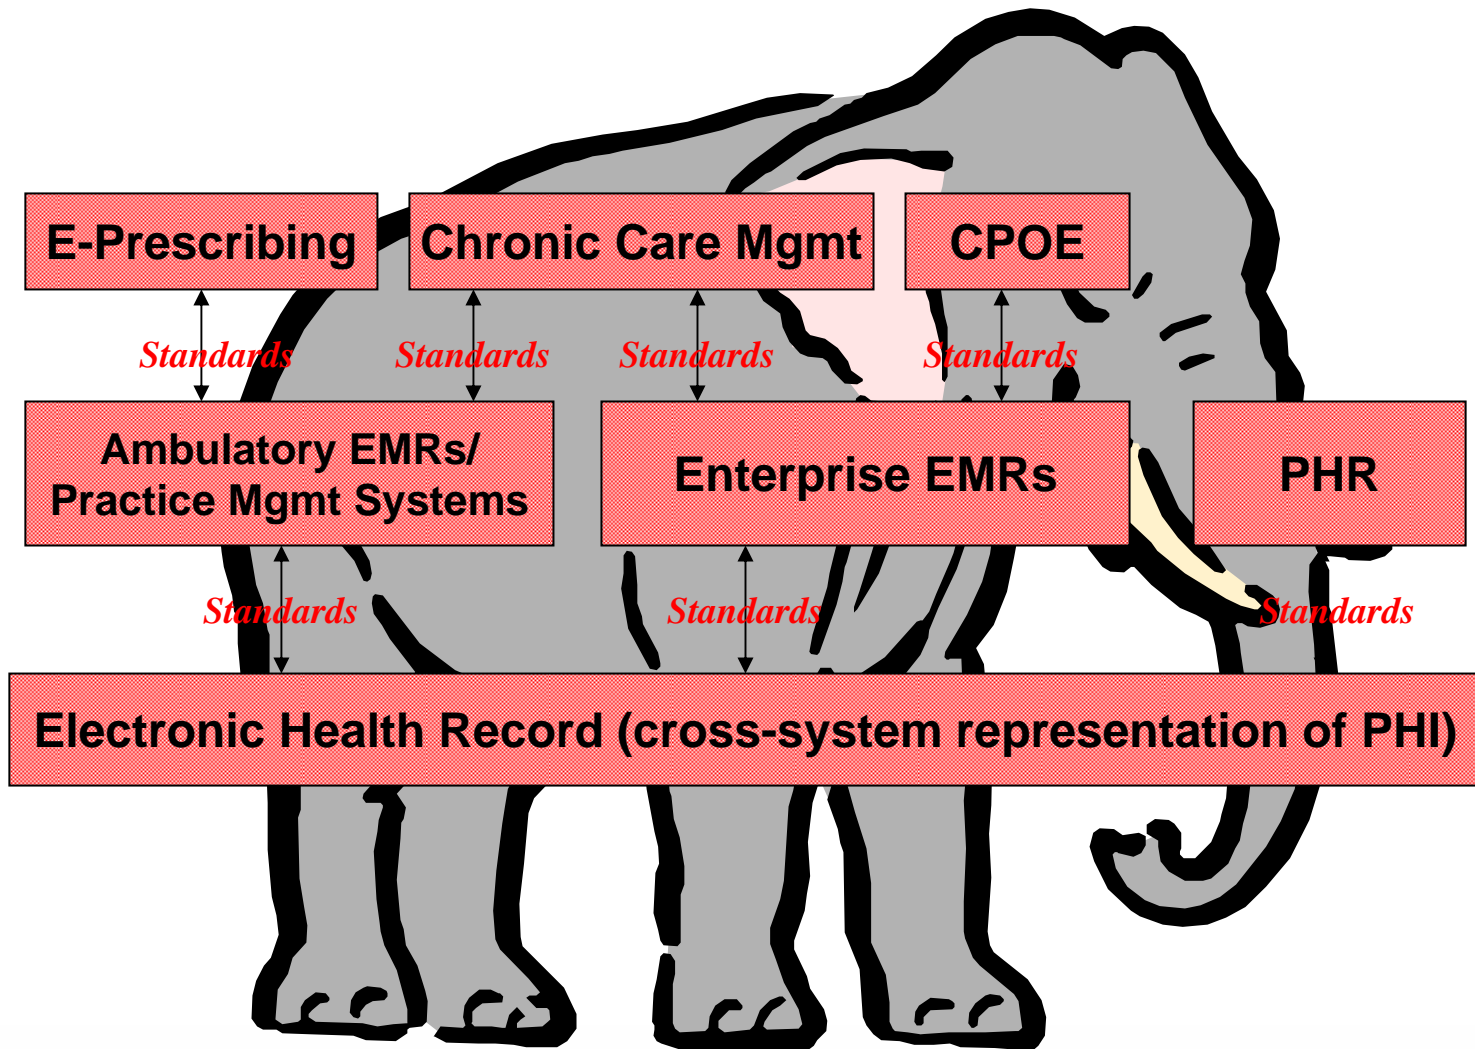 E-Prescribing
Chronic Care Mgmt
CPOE
Standards
Standards
Standards
Standards
Ambulatory EMRs/
Practice Mgmt Systems
Enterprise EMRs
PHR
Standards
Standards
Standards
Electronic Health Record (cross-system representation of PHI)